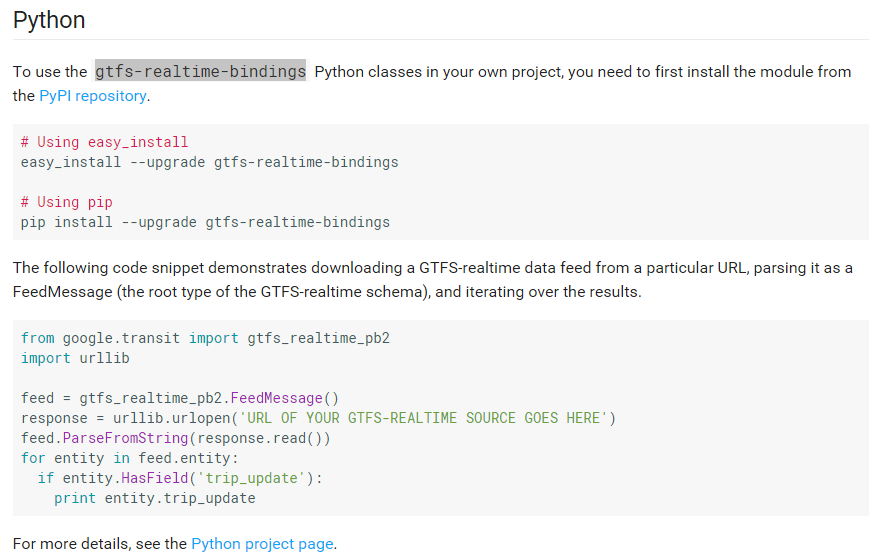 Python
To use the gtfs-realtime-bindings Python classes in your own project, you need to first install the module from
the PyPI repository.
# Using easy_install
easy_install --upgrade gtfs-realtime-bindings
# Using pip
pip install --upgrade gtfs-realtime-bindings
The following code snippet demonstrates downloading a GTFS-realtime data feed from a particular URL, parsing it as a
FeedMessage (the root type of the GTFS-realtime schema), and iterating over the results.
from google.transit import gtfs_realtime_pb2
import urllib
feed = gtfs_realtime_pb2.FeedMessage()
response = urllib.urlopen('URL OF YOUR GTFS-REALTIME SOURCE GOES HERE')
feed.ParseFromString(response.read())
for entity in feed.entity:
  if entity.HasField('trip_update'):
    print entity.trip_update
For more details, see the Python project page.